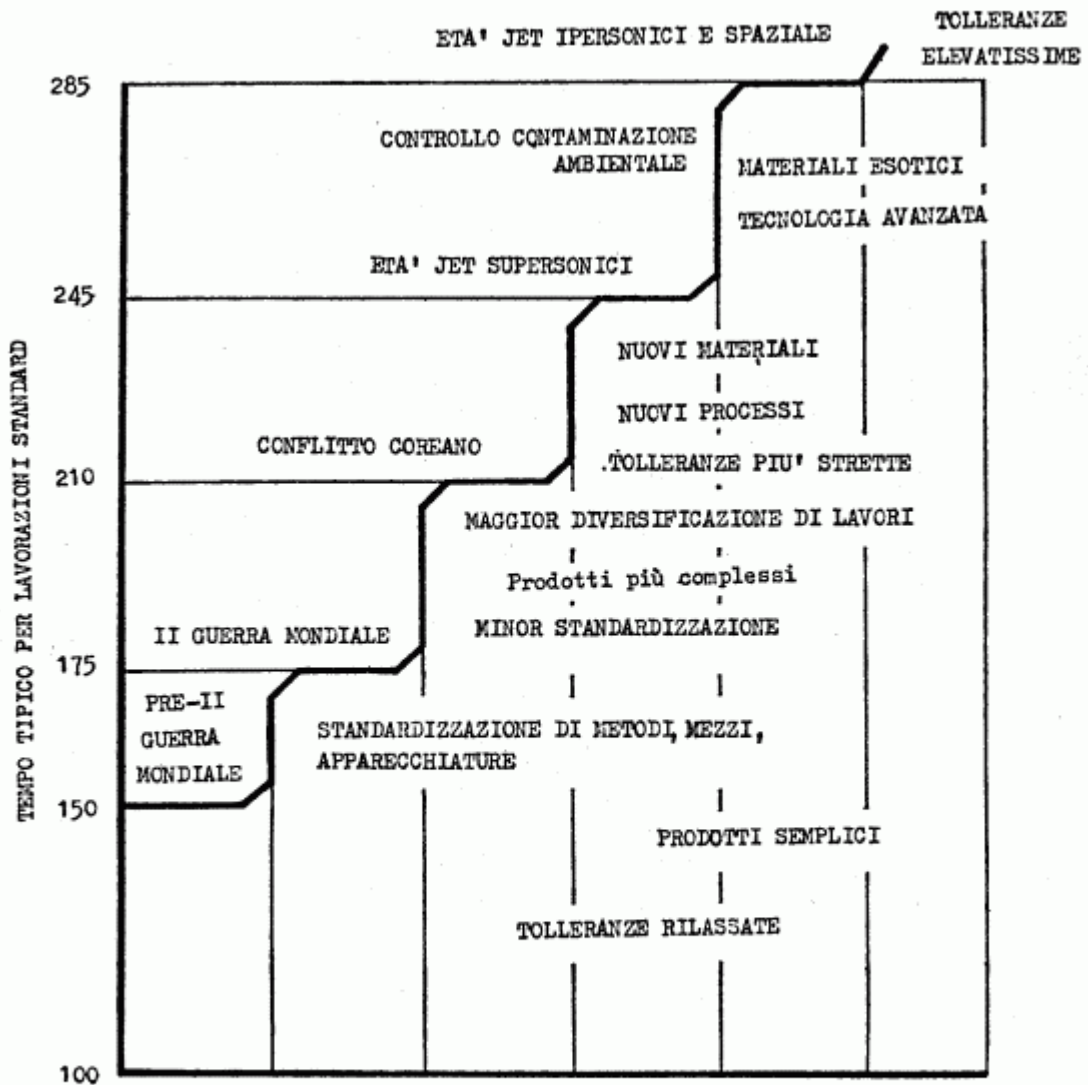 ETA' JET IPERSONICI E SPAZIALE
TOLLERANZE
ELEVATISSIME
285
CONTROLLO CONTAMINAZIONE
AMBIENTALE
MATERIALI ESOTICI
TECNOLOGIA AVANZATA
ETA' JET SUPERSONICI
245
NUOVI MATERIALI
NUOVI PROCESSI
CONFLITTO COREANO
.TOLLERANZE PIU' STRETTE
210
MAGGIOR DIVERSIFICAZIONE DI LAVORI
Prodotti più complessi
II GUERRA MONDIALE
MINOR STANDARDIZZAZIONE
175
PRE-II
GUERRA
MONDIALE
STANDARDIZZAZIONE DI METODI, MEZZI,
APPARECCHIATURE
150
PRODOTTI SEMPLICI
TOLLERANZE RILASSATE
100
TEMPO TIPICO PER LAVORAZIONI STANDARD